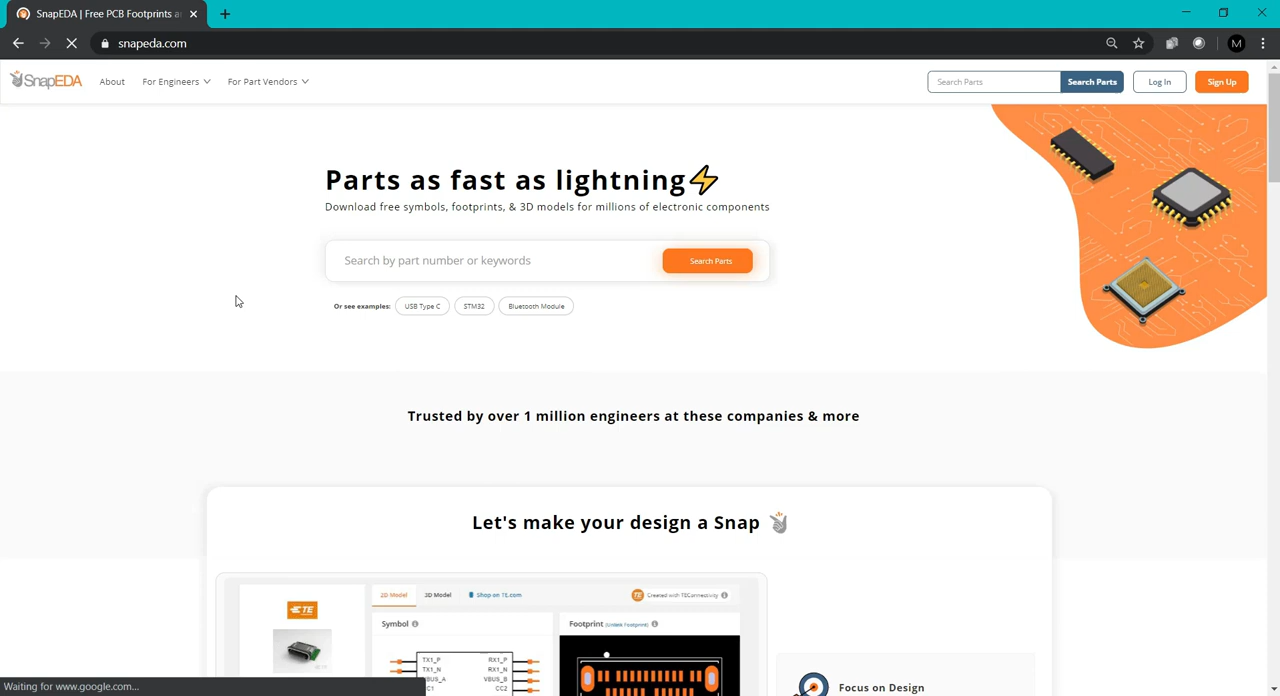 SnapEDA | Free PCB Footprints a
snapeda.com
M
SnapEDA
About
For Engineers
For Part Vendors
Search Parts
Search Parts
Log In
Sign Up
Parts as fast as lightning⚡
Download free symbols, footprints, & 3D models for millions of electronic components
Search by part number or keywords
Search Parts
Or see examples:
USB Type C
STM32
Bluetooth Module
Trusted by over 1 million engineers at these companies & more
Let's make your design a Snap
TE
2D Model
3D Model
Shop on TE.com
TE
Created with TEConnectivity
Symbol
Footprint (Unlink Footprint)
TX1_P
RX1_P
TX1_N
RX1_N
VBUS_A
VBUS_B
CC1
CC2
Focus on Design
Waiting for www.google.com...